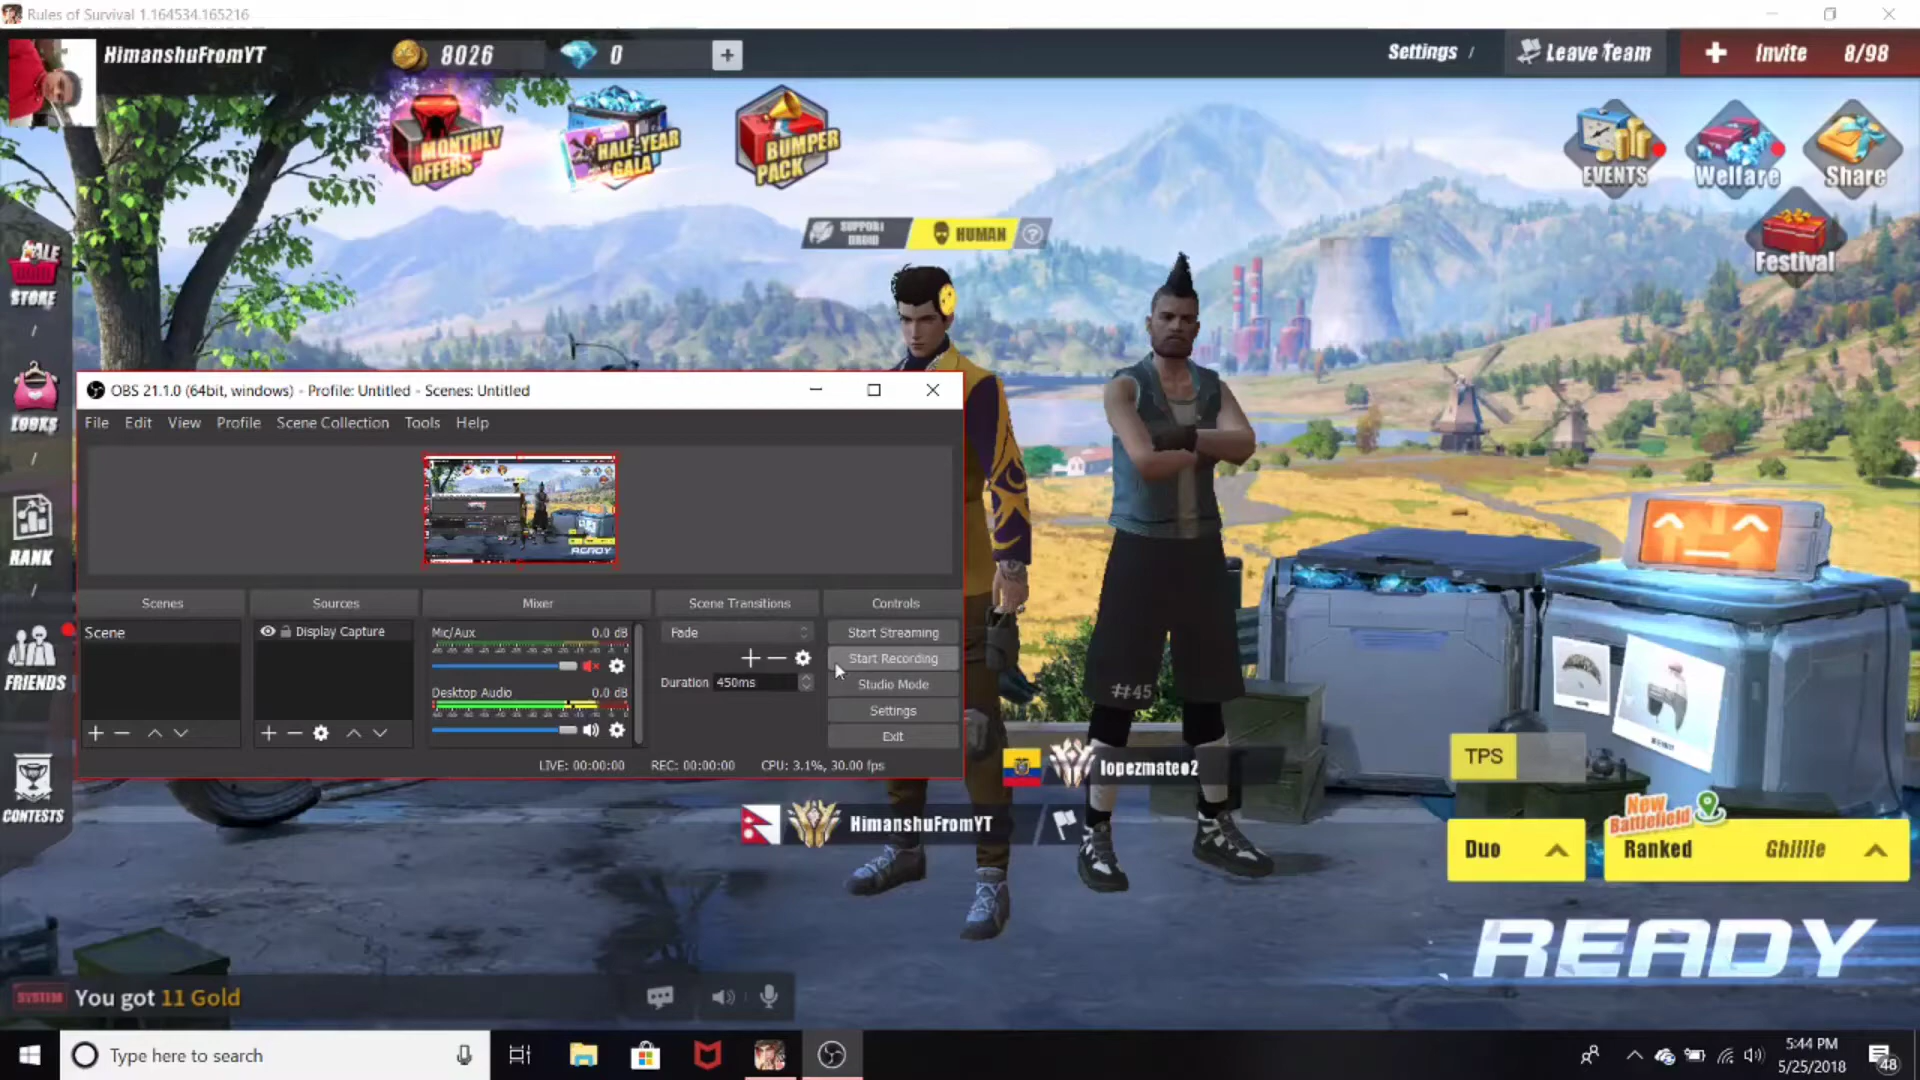 Rules of Survival 1.164534.165216
HimanshuFromYT
8026
0
Settings /
Leave Team
Invite 8/98
MONTHLY OFFERS
HALF-YEAR GALA
BUMPER PACK
EVENTS
Welfare
Share
Festival
SUPPORT DROID
HUMAN
?
SALE
STORE
/
LOOKS
/
RANK
/
FRIENDS
CONTESTS
OBS 21.1.0 (64bit, windows) - Profile: Untitled - Scenes: Untitled
File Edit View Profile Scene Collection Tools Help
READY
Scenes Sources Mixer Scene Transitions Controls
Scene
Display Capture
Mic/Aux 0.0 dB
Desktop Audio 0.0 dB
Fade
Duration 450ms
Start Streaming
Start Recording
Studio Mode
Settings
Exit
LIVE: 00:00:00 REC: 00:00:00 CPU: 3.1%, 30.00 fps
#45
lopezmateo2
HimanshuFromYT
TPS
New Battlefield
Duo
Ranked Ghillie
READY
SYSTEM You got 11 Gold
Type here to search
5:44 PM
5/25/2018
48